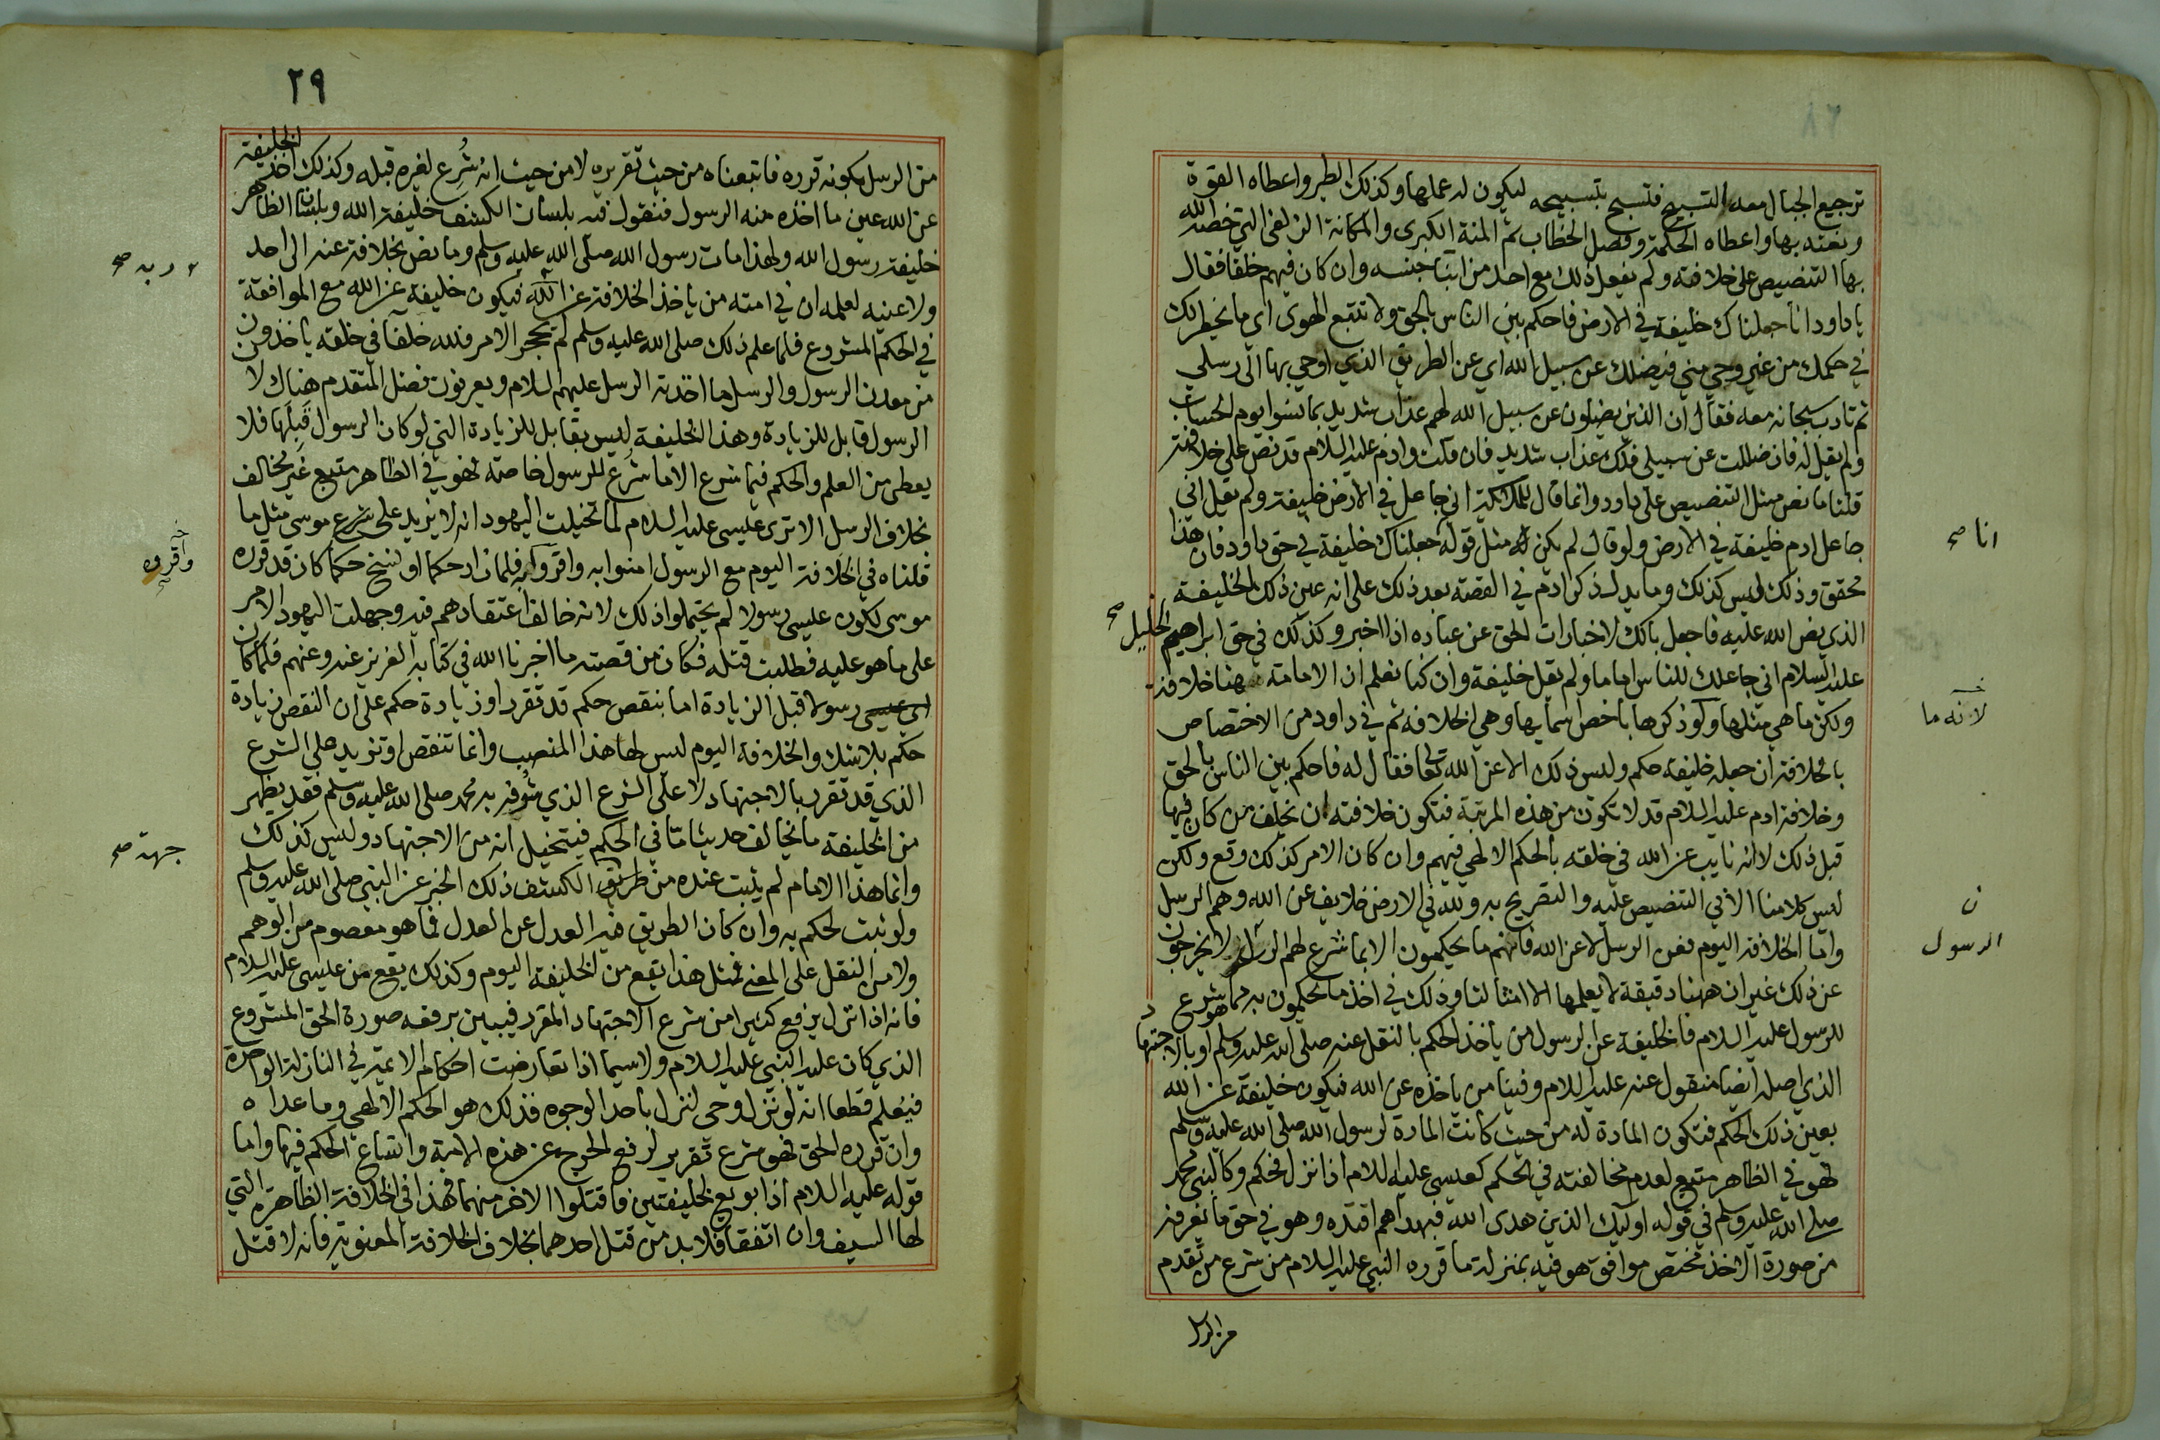 ترجيع الجبال معه التسبيح فتسبح بتسبيحه ليكون له عملها وكذلك الطير واعطاه القوة
ونعته بها واعطاه الحكمة وفصل الخطاب ثم المنة الكبرى والمكانة الزلفى التي خصه الله
بها التنصيص على خلافته ولم يفعل ذلك مع احد من ابنا جنسه وان كان فيهم خلفا فقال
يا داود انا جعلناك خليفة في الارض فاحكم بين الناس بالحق ولا تتبع الهوى اي ما يخطر لك
في حكمك من غير وحي مني فيضلك عن سبيل الله اي عن الطريق الذي اوحي بها الى رسلي
ثم تادب سبحانه معه فقال ان الذين يضلون عن سبيل الله لهم عذاب شديد بما نسوا يوم الحساب
ولم يقل له فان ضللت عن سبيلي فلك عذاب شديد فان قلت وادم عليه السلام قد نص على خلافته
قلنا ما نص مثل التنصيص على داود وانما قال للملائكة اني جاعل في الارض خليفة ولم يقل اني
جاعل ادم خليفة في الارض ولو قال لم يكن مثل قوله جعلناك خليفة في حق داود فان هذا
انا صح
محقق وذلك ليس كذلك وما يدل ذكر ادم في القصة بعد ذلك على انه عين ذلك الخليفة
الذي نص الله عليه فاجعل بالك لاخبارات الحق عن عباده اذا اخبر وكذلك في حق ابراهيم الخليل صح
عليه السلام اني جاعلك للناس اماما ولم يقل خليفة وان كنا نعلم ان الامامة ههنا خلافة
ولكن ما هي مثلها ولو ذكرها باخص اسمايها وهي الخلافة ثم في داود من الاختصاص
لانه ما
بالخلافة ان جعله خليفة حكم وليس ذلك الا عن الله تعا فقال له فاحكم بين الناس بالحق
وخلافة ادم عليه السلام قد لا تكون من هذه المرتبة فتكون خلافته ان يخلف من كان فيها
قبل ذلك لا انه نايب عن الله في خلقه بالحكم الالهي فيهم وان كان الامر كذلك وقع ولكن
ليس كلامنا الا في التنصيص عليه والتصريح به ولله في الارض خلايف عن الله وهم الرسل
واما الخلافة اليوم فعن الرسل لا عن الله فانهم ما يحكمون الا بما شرع لهم الرسل لا يخرجون
ن
الرسول
عن ذلك غير ان ههنا دقيقة لا يعلمها الا امثالنا وذلك في اخذ ما يحكمون به مما هو شرع
للرسول عليه السلام فالخليفة عن الرسول من ياخذ الحكم بالنقل عنه صلى الله عليه وسلم او بالاجتهاد
الذي اصله ايضا منقول عنه عليه السلام وفينا من ياخذه عن الله فيكون خليفة عن الله
بعين ذلك الحكم فتكون المادة له من حيث كانت المادة لرسول الله صلى الله عليه وسلم
فهو في الظاهر متبع لعدم مخالفته في الحكم كعيسى عليه السلام اذا نزل فحكم وكالنبي محمد
صلى الله عليه وسلم في قوله اوليك الذين هدى الله فبهداهم اقتده وهو في حق ما يعرفه
من صورة الاخذ مختص موافق هو فيه بمنزلة ما قرره النبي عليه السلام من شرع من تقدم
من الرسل
٢٩
من الرسل بكونه قرره فاتبعناه من حيث تقريره لا من حيث انه شرع لغيره قبله وكذلك اخذ الخليفة
عن الله عين ما اخذه منه الرسول فنقول فيه بلسان الكشف خليفة الله وبلسان الظاهر
خليفة رسول الله ولهذا مات رسول الله صلى الله عليه وسلم وما نص بخلافة عنه الى احد
ولا عينه لعلمه ان في امته من ياخذ الخلافة عن الله فيكون خليفة عن الله مع الموافقة
ربه صح
في الحكم المشروع فلما علم ذلك صلى الله عليه وسلم لم يحجر الامر فلله خلفا في خلقه ياخذون
من معدن الرسول والرسل ما اخذته الرسل عليهم السلام ويعرفون فضل المتقدم هناك لان
الرسول قابل للزيادة وهذا الخليفة ليس بقابل للزيادة التي لو كان الرسول قبلها فلا
يعطى من العلم والحكم فيما شرع الا ما شرع للرسول خاصة فهو في الظاهر متبع غير مخالف
بخلاف الرسل الا ترى عيسى عليه السلام لما تخيلت اليهود انه لا يزيد على شرع موسى مثل ما
قلناه في الخلافة اليوم مع الرسول امنوا به واقروا به فلما زاد حكما او نسخ حكما كان قد قرره
واقروه
موسى لكون عيسى رسولا لم يحتملوا ذلك لانه خالف اعتقادهم فيه وجهلت اليهود الامر
على ما هو عليه فطلبت قتله فكان من قصته ما اخبرنا الله في كتابه العزيز عنه وعنهم فلما كان
رسولا قبل الزيادة اما بنقص حكم قد تقرر او زيادة حكم على ان النقص زيادة
حكم بلا شك والخلافة اليوم ليس لها هذا المنصب وانما تنقص او تزيد على الشرع
الذي قد تقرر بالاجتهاد لا على الشرع الذي شوفه به محمد صلى الله عليه وسلم فقد يظهر
من الخليفة ما يخالف حديثا ما في الحكم فيتخيل انه من الاجتهاد وليس كذلك
جهة صح
وانما هذا الامام لم يثبت عنده من طريق الكشف ذلك الخبر عن النبي صلى الله عليه وسلم
ولو ثبت لحكم به وان كان الطريق فيه العدل عن العدل فما هو معصوم من الوهم
ولا من النقل على المعنى فمثل هذا يقع من الخليفة اليوم وكذلك يقع من عيسى عليه السلام
فانه اذا نزل يرفع كثيرا من شرع الاجتهاد المقرر فيبين برفعه صورة الحق المشروع
الذي كان عليه النبي عليه السلام ولا سيما اذا تعارضت احكام الايمة في النازلة الواحدة
فيعلم قطعا انه لو نزل وحى لنزل باحد الوجوه فذلك هو الحكم الالهي وما عداه
وان قرره الحق فهو شرع تقرير لرفع الحرج عن هذه الامة واتساع الحكم فيها واما
قوله عليه السلام اذا بويع لخليفتين فاقتلوا الاخر منهما فهذا في الخلافة الظاهرة التي
لها السيف وان اتفقا فلا بد من قتل احدهما بخلاف الخلافة المعنوية فانه لا قتل